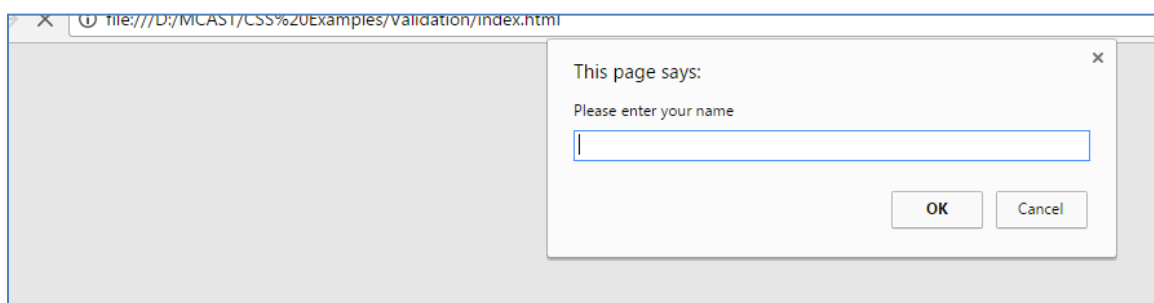 file:///D:/MCAST/CSS%20Examples/Validation/index.html
This page says:
Please enter your name
OK Cancel